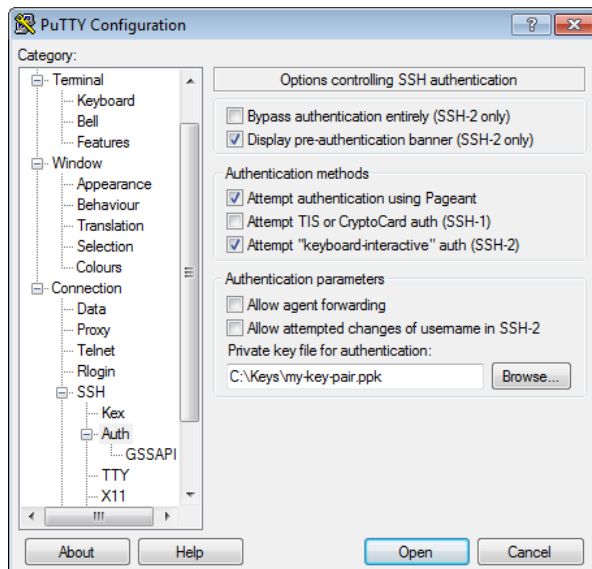 PuTTY Configuration
Category:
Terminal
Keyboard
Bell
Features
Window
Appearance
Behaviour
Translation
Selection
Colours
Connection
Data
Proxy
Telnet
Rlogin
SSH
Kex
Auth
GSSAPI
TTY
X11
Options controlling SSH authentication
Bypass authentication entirely (SSH-2 only)
Display pre-authentication banner (SSH-2 only)
Authentication methods
Attempt authentication using Pageant
Attempt TIS or CryptoCard auth (SSH-1)
Attempt "keyboard-interactive" auth (SSH-2)
Authentication parameters
Allow agent forwarding
Allow attempted changes of username in SSH-2
Private key file for authentication:
C:\Keys\my-key-pair.ppk
Browse...
About
Help
Open
Cancel